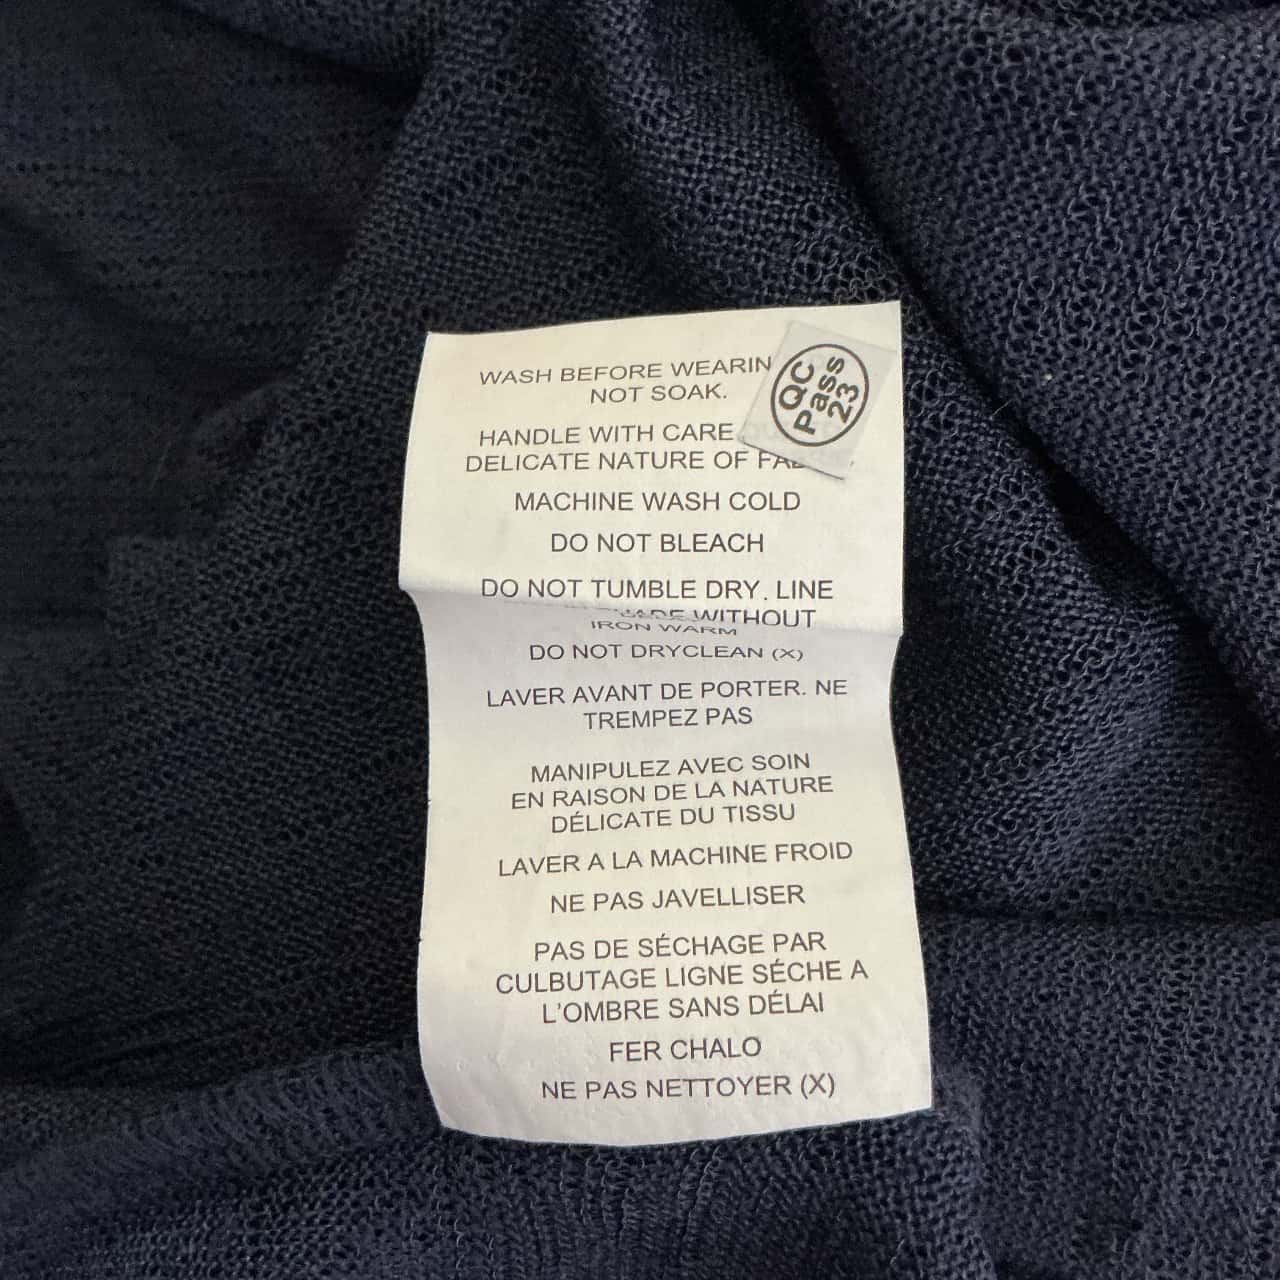 WASH BEFORE WEARIN
NOT SOAK.
HANDLE WITH CARE
DELICATE NATURE OF
MACHINE WASH COLD
DO NOT BLEACH
DO NOT TUMBLE DRY. LINE
WITHOUT
IRON WARM
DO NOT DRYCLEAN (X)
LAVER AVANT DE PORTER. NE
TREMPEZ PAS
MANIPULEZ AVEC SOIN
EN RAISON DE LA NATURE
DÉLICATE DU TISSU
LAVER A LA MACHINE FROID
NE PAS JAVELLISER
PAS DE SÉCHAGE PAR
CULBUTAGE LIGNE SÉCHE A
L'OMBRE SANS DÉLAI
FER CHALO
NE PAS NETTOYER (X)
QC
Pass
23